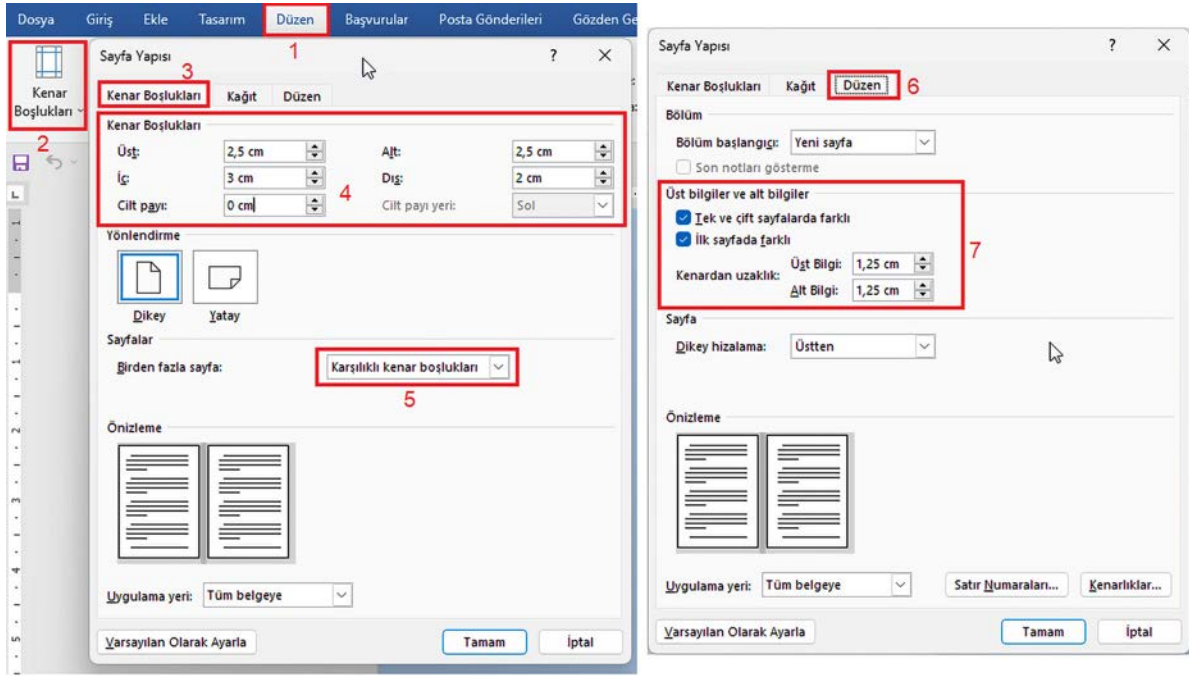 Dosya Giriş Ekle Tasarım Düzen Başvurular Posta Gönderileri Gözden Ge
1
Kenar
Boşlukları
2
Sayfa Yapısı ?
3
Kenar Boşlukları Kağıt Düzen
Kenar Boşlukları
Üst: 2,5 cm Alt: 2,5 cm
İç: 3 cm Dış: 2 cm
Cilt payı: 0 cm Cilt payı yeri: Sol
4
Yönlendirme
Dikey Yatay
Sayfalar
Birden fazla sayfa: Karşılıklı kenar boşlukları
5
Önizleme
Uygulama yeri: Tüm belgeye
Varsayılan Olarak Ayarla Tamam İptal
Sayfa Yapısı ?
Kenar Boşlukları Kağıt Düzen 6
Bölüm
Bölüm başlangıcı: Yeni sayfa
Son notları gösterme
Üst bilgiler ve alt bilgiler
Tek ve çift sayfalarda farklı
İlk sayfada farklı
7
Kenardan uzaklık: Üst Bilgi: 1,25 cm
Alt Bilgi: 1,25 cm
Sayfa
Dikey hizalama: Üstten
Önizleme
Uygulama yeri: Tüm belgeye Satır Numaraları... Kenarlıklar...
Varsayılan Olarak Ayarla Tamam İptal